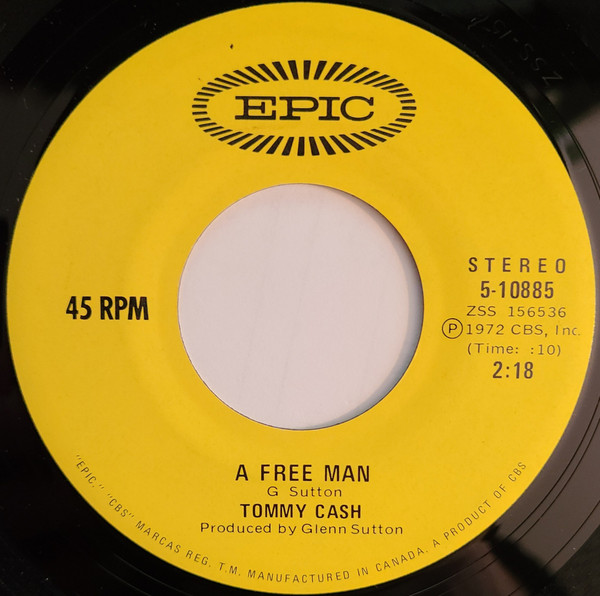 EPIC
45 RPM
STEREO
5-10885
ZSS 156536
Ⓟ1972 CBS, Inc.
(Time: :10)
2:18
A FREE MAN
G Sutton
TOMMY CASH
Produced by Glenn Sutton
"EPIC," "CBS" MARCAS REG. T.M. MANUFACTURED IN CANADA. A PRODUCT OF CBS